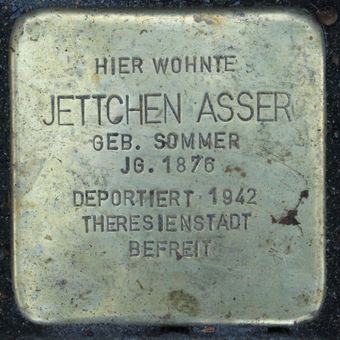 HIER WOHNTE
JETTCHEN ASSER
GEB. SOMMER
JG. 1876
DEPORTIERT 1942
THERESIENSTADT
BEFREIT